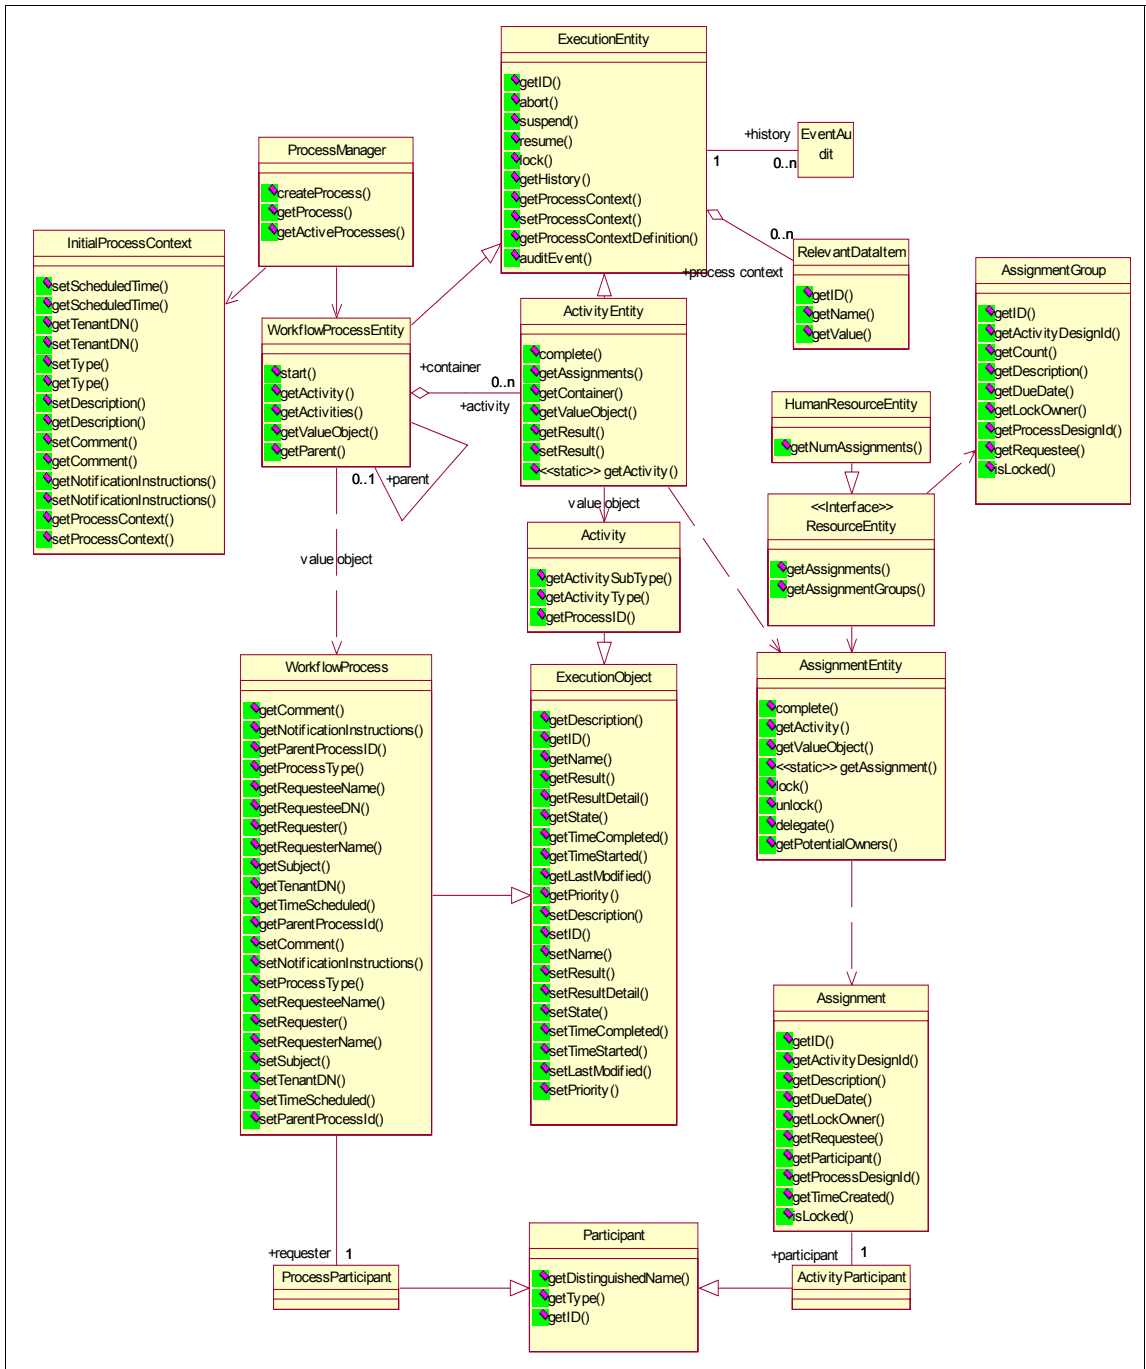 ExecutionEntity
getID()
abort()
suspend()
resume()
lock()
getHistory()
getProcessContext()
setProcessContext()
getProcessContextDefinition()
auditEvent()
+history
1
0..n
EventAu
dit
ProcessManager
createProcess()
getProcess()
getActiveProcesses()
InitialProcessContext
setScheduledTime()
getScheduledTime()
getTenantDN()
setTenantDN()
setType()
getType()
setDescription()
getDescription()
setComment()
getComment()
getNotificationInstructions()
setNotificationInstructions()
getProcessContext()
setProcessContext()
0..n
+process context
RelevantDataItem
getID()
getName()
getValue()
AssignmentGroup
getID()
getActivityDesignId()
getCount()
getDescription()
getDueDate()
getLockOwner()
getProcessDesignId()
getRequestee()
isLocked()
WorkflowProcessEntity
start()
getActivity()
getActivities()
getValueObject()
getParent()
+container
0..n
+activity
0..1
+parent
ActivityEntity
complete()
getAssignments()
getContainer()
getValueObject()
getResult()
setResult()
<<static>> getActivity()
HumanResourceEntity
getNumAssignments()
<<Interface>>
ResourceEntity
getAssignments()
getAssignmentGroups()
value object
value object
Activity
getActivitySubType()
getActivityType()
getProcessID()
WorkflowProcess
getComment()
getNotificationInstructions()
getParentProcessID()
getProcessType()
getRequesteeName()
getRequesteeDN()
getRequester()
getRequesterName()
getSubject()
getTenantDN()
getTimeScheduled()
getParentProcessId()
setComment()
setNotificationInstructions()
setProcessType()
setRequesteeName()
setRequester()
setRequesterName()
setSubject()
setTenantDN()
setTimeScheduled()
setParentProcessId()
ExecutionObject
getDescription()
getID()
getName()
getResult()
getResultDetail()
getState()
getTimeCompleted()
getTimeStarted()
getLastModified()
getPriority()
setDescription()
setID()
setName()
setResult()
setResultDetail()
setState()
setTimeCompleted()
setTimeStarted()
setLastModified()
setPriority()
AssignmentEntity
complete()
getActivity()
getValueObject()
<<static>> getAssignment()
lock()
unlock()
delegate()
getPotentialOwners()
Assignment
getID()
getActivityDesignId()
getDescription()
getDueDate()
getLockOwner()
getRequestee()
getParticipant()
getProcessDesignId()
getTimeCreated()
isLocked()
+requester
1
ProcessParticipant
Participant
getDistinguishedName()
getType()
getID()
+participant
1
ActivityParticipant